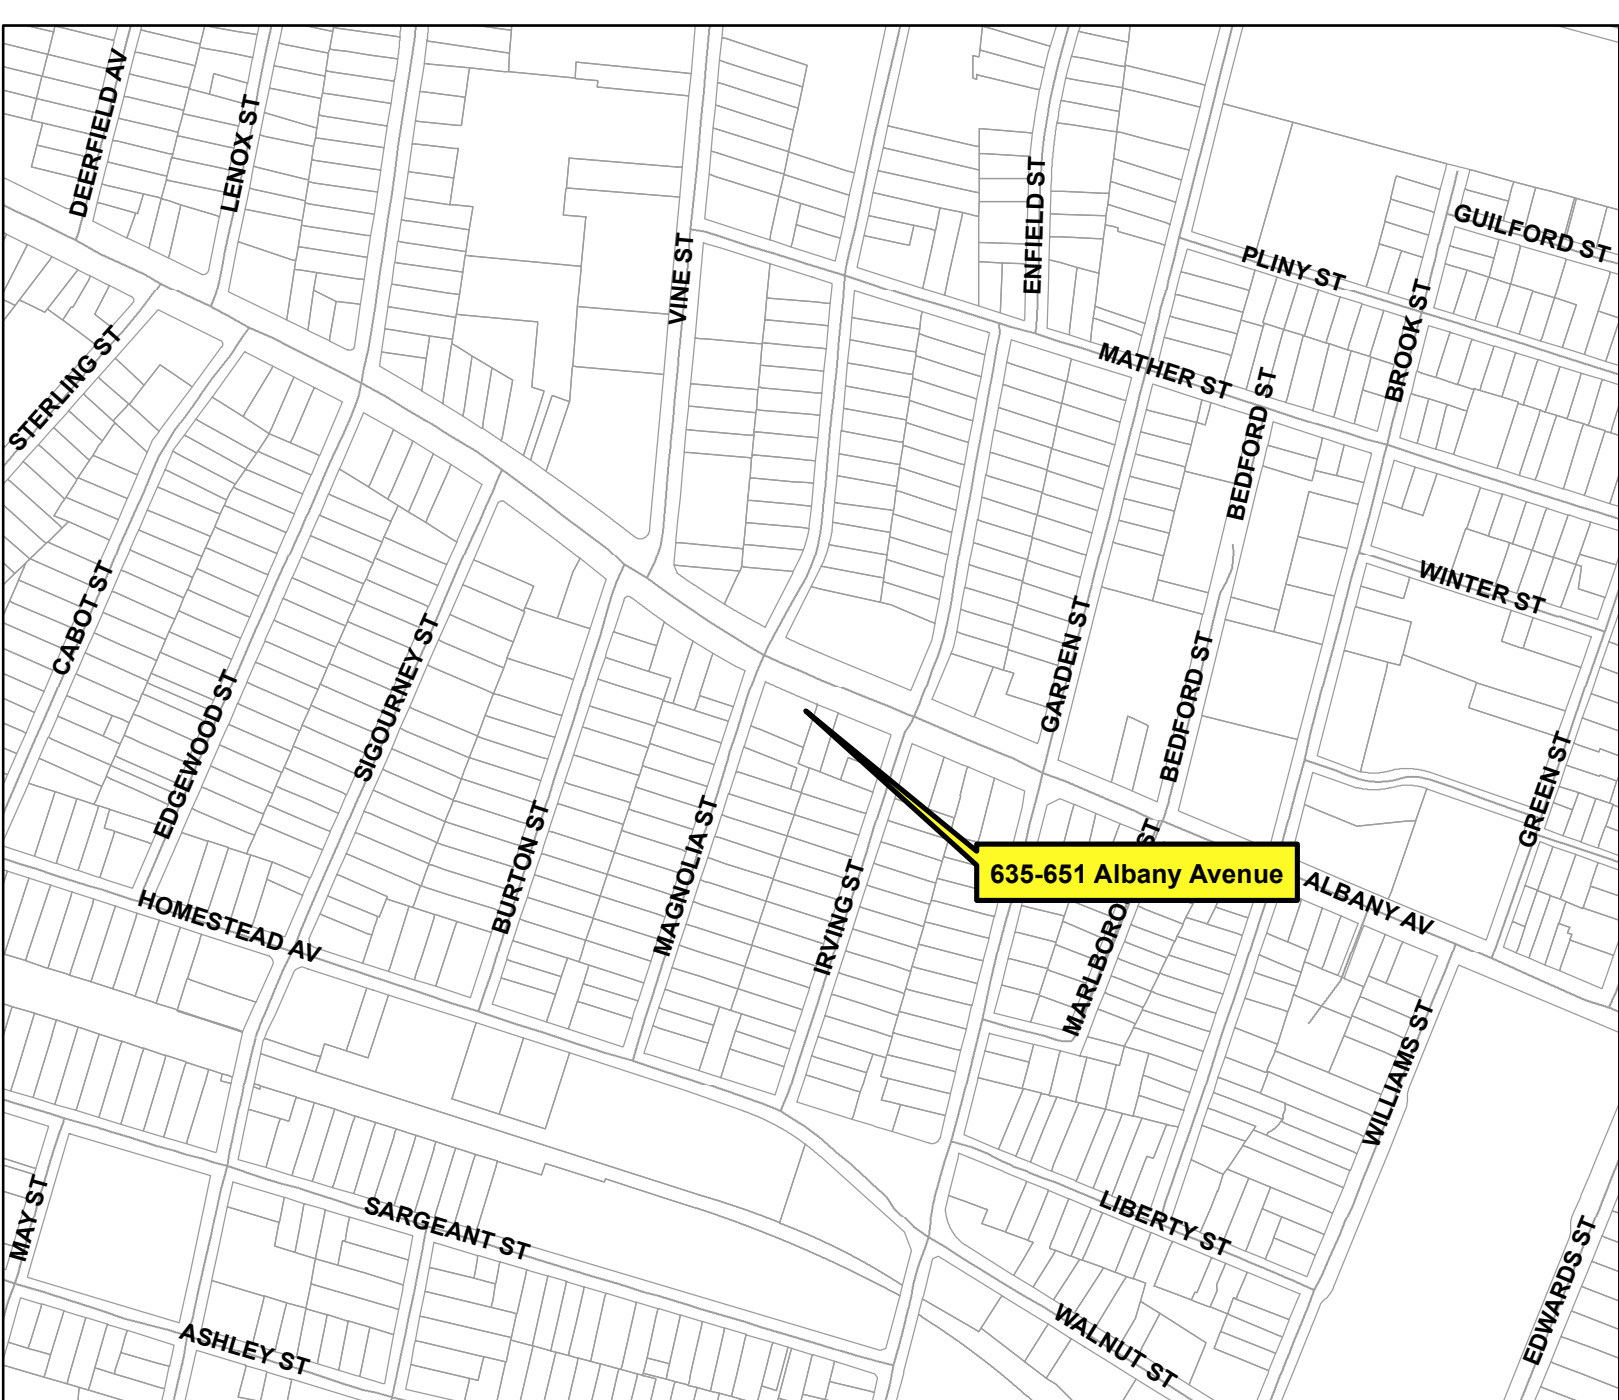 DEERFIELD AV
LENOX ST
VINE ST
ENFIELD ST
GUILFORD ST
PLINY ST
BROOK ST
STERLING ST
MATHER ST
BEDFORD ST
WINTER ST
CABOT ST
SIGOURNEY ST
GARDEN ST
BEDFORD ST
EDGEWOOD ST
GREEN ST
BURTON ST
MAGNOLIA ST
IRVING ST
635-651 Albany Avenue
MARLBORO ST
ALBANY AV
HOMESTEAD AV
WILLIAMS ST
MAY ST
SARGEANT ST
LIBERTY ST
EDWARDS ST
ASHLEY ST
WALNUT ST